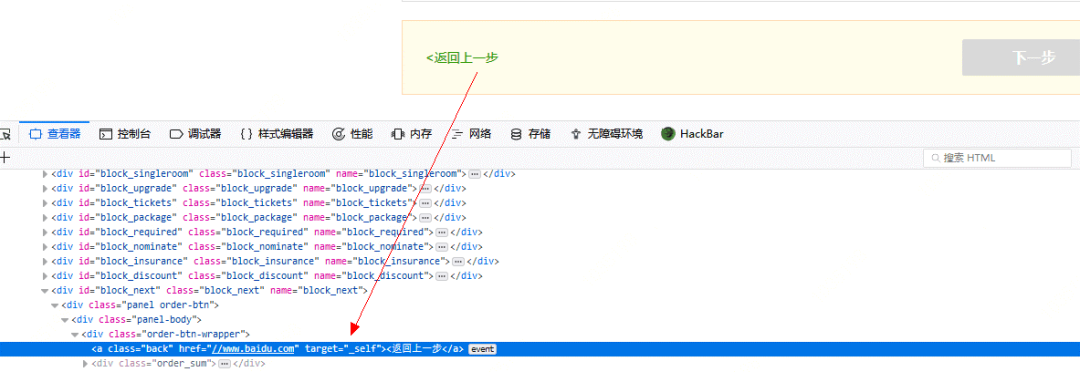 <返回上一步
下一步
查看器 控制台 调试器 {} 样式编辑器 性能 内存 网络 存储 无障碍环境 HackBar
+ 搜索 HTML
<div id="block_singleroom" class="block_singleroom" name="block_singleroom">…</div>
<div id="block_upgrade" class="block_upgrade" name="block_upgrade">…</div>
<div id="block_tickets" class="block_tickets" name="block_tickets">…</div>
<div id="block_package" class="block_package" name="block_package">…</div>
<div id="block_required" class="block_required" name="block_required">…</div>
<div id="block_nominate" class="block_nominate" name="block_nominate">…</div>
<div id="block_insurance" class="block_insurance" name="block_insurance">…</div>
<div id="block_discount" class="block_discount" name="block_discount">…</div>
<div id="block_next" class="block_next" name="block_next">
<div class="panel order-btn">
<div class="panel-body">
<div class="order-btn-wrapper">
<a class="back" href="//www.baidu.com" target="_self"><返回上一步</a> event
<div class="order_sum">…</div>